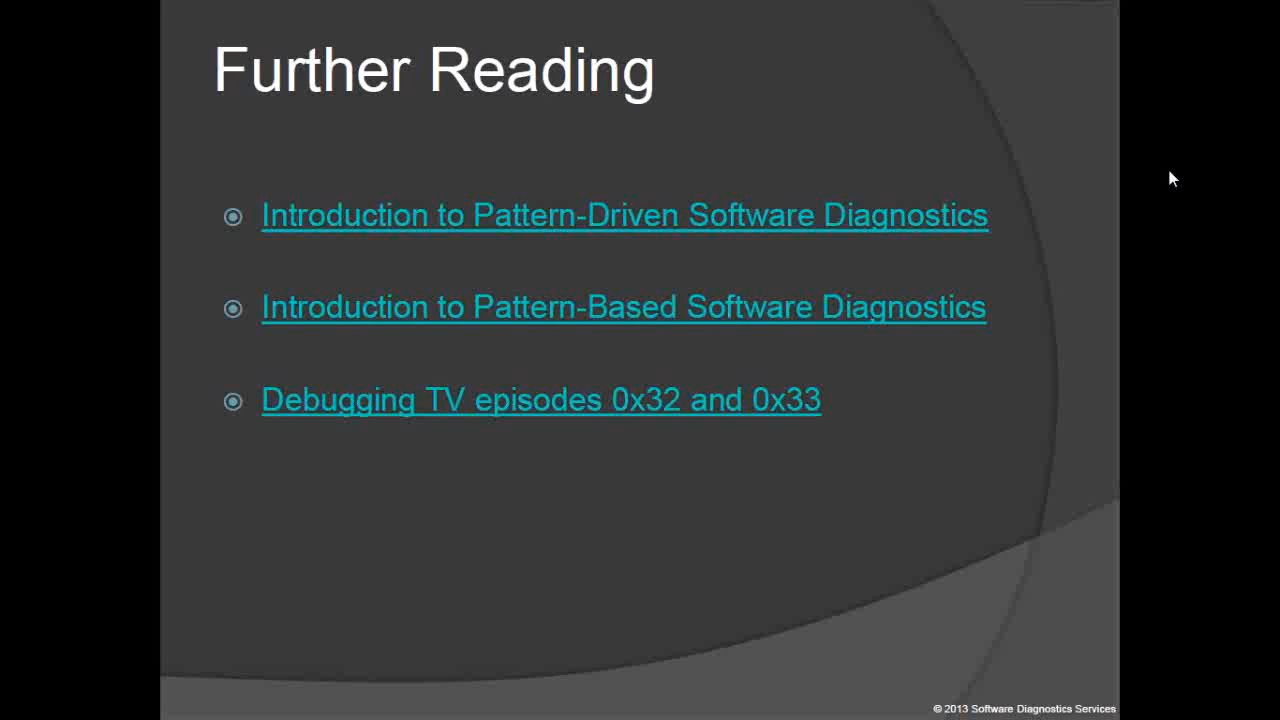 Further Reading
Introduction to Pattern-Driven Software Diagnostics
Introduction to Pattern-Based Software Diagnostics
Debugging TV episodes 0x32 and 0x33
© 2013 Software Diagnostics Services